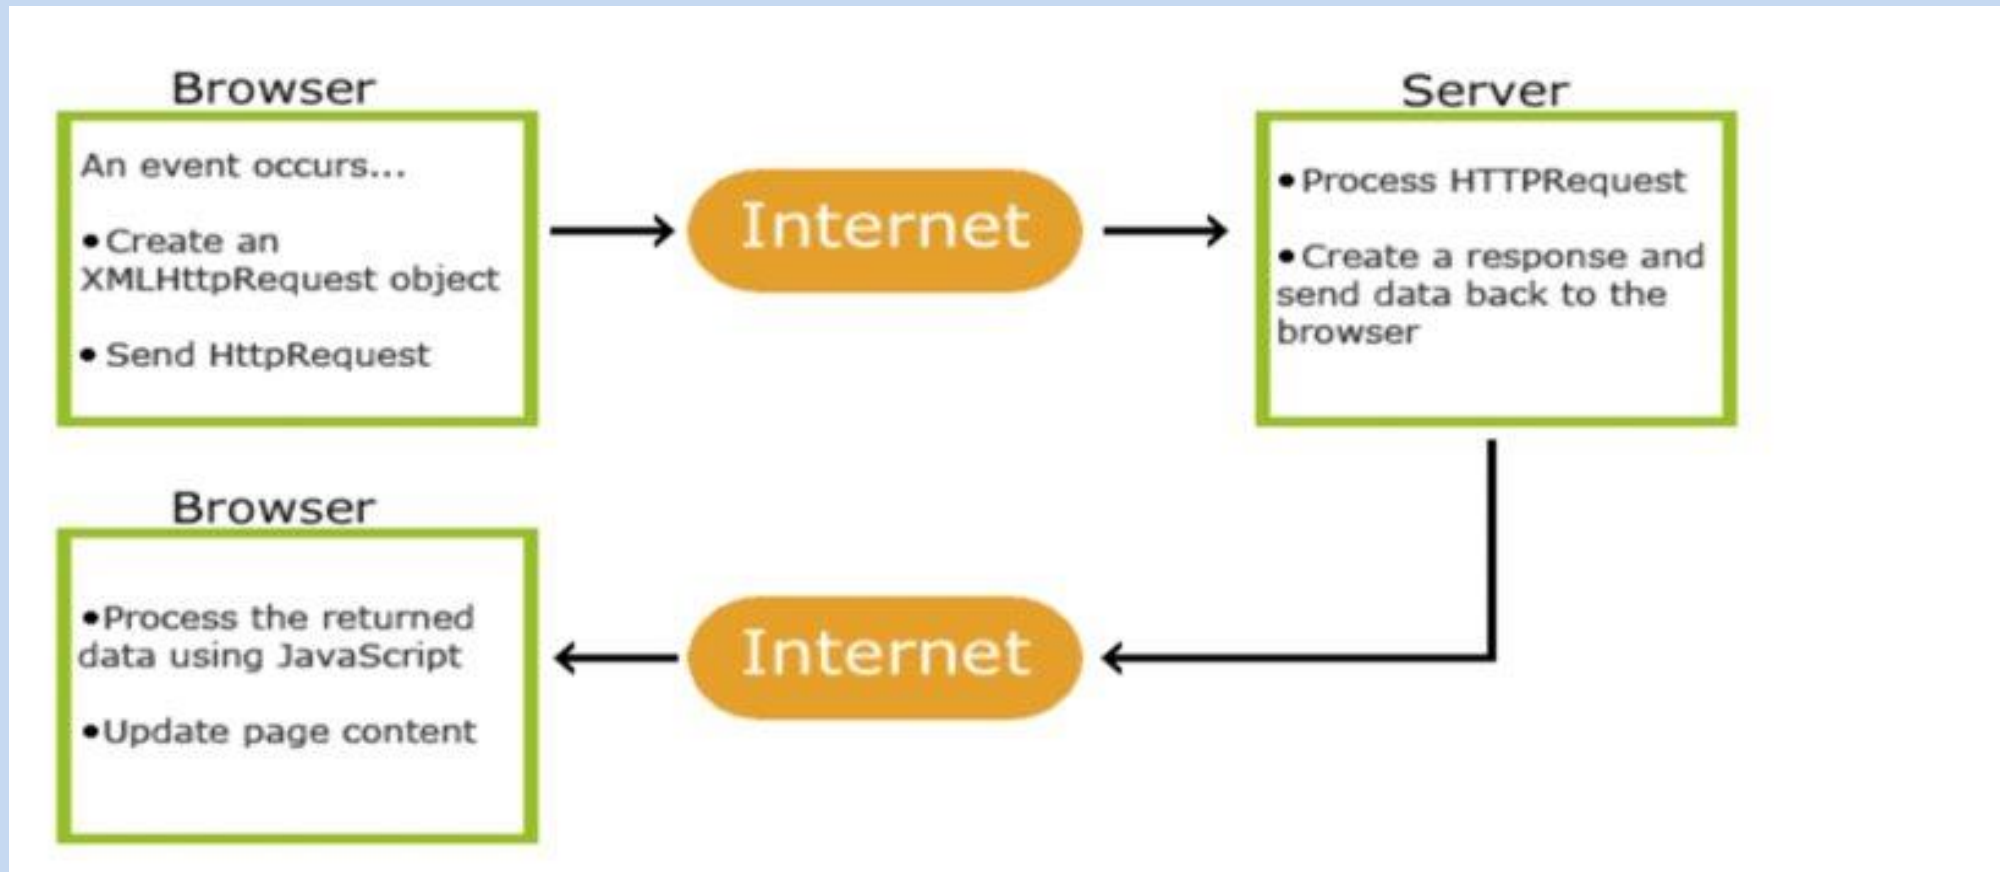 Browser
An event occurs...
•Create an
XMLHttpRequest object
• Send HttpRequest
Internet
Server
•Process HTTPRequest
•Create a response and
send data back to the
browser
Browser
•Process the returned
data using JavaScript
•Update page content
Internet